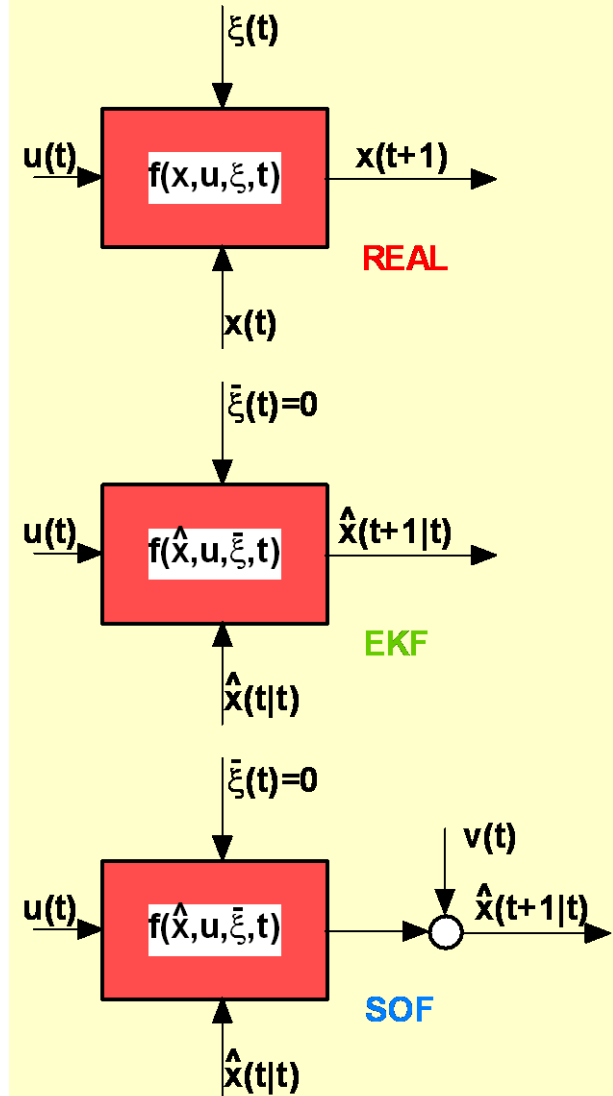 ξ(t)
u(t)
f(x,u,ξ,t)
x(t+1)
REAL
x(t)
ξ̄(t)=0
u(t)
f(x̂,u,ξ̄,t)
x̂(t+1|t)
EKF
x̂(t|t)
ξ̄(t)=0
v(t)
u(t)
f(x̂,u,ξ̄,t)
x̂(t+1|t)
SOF
x̂(t|t)